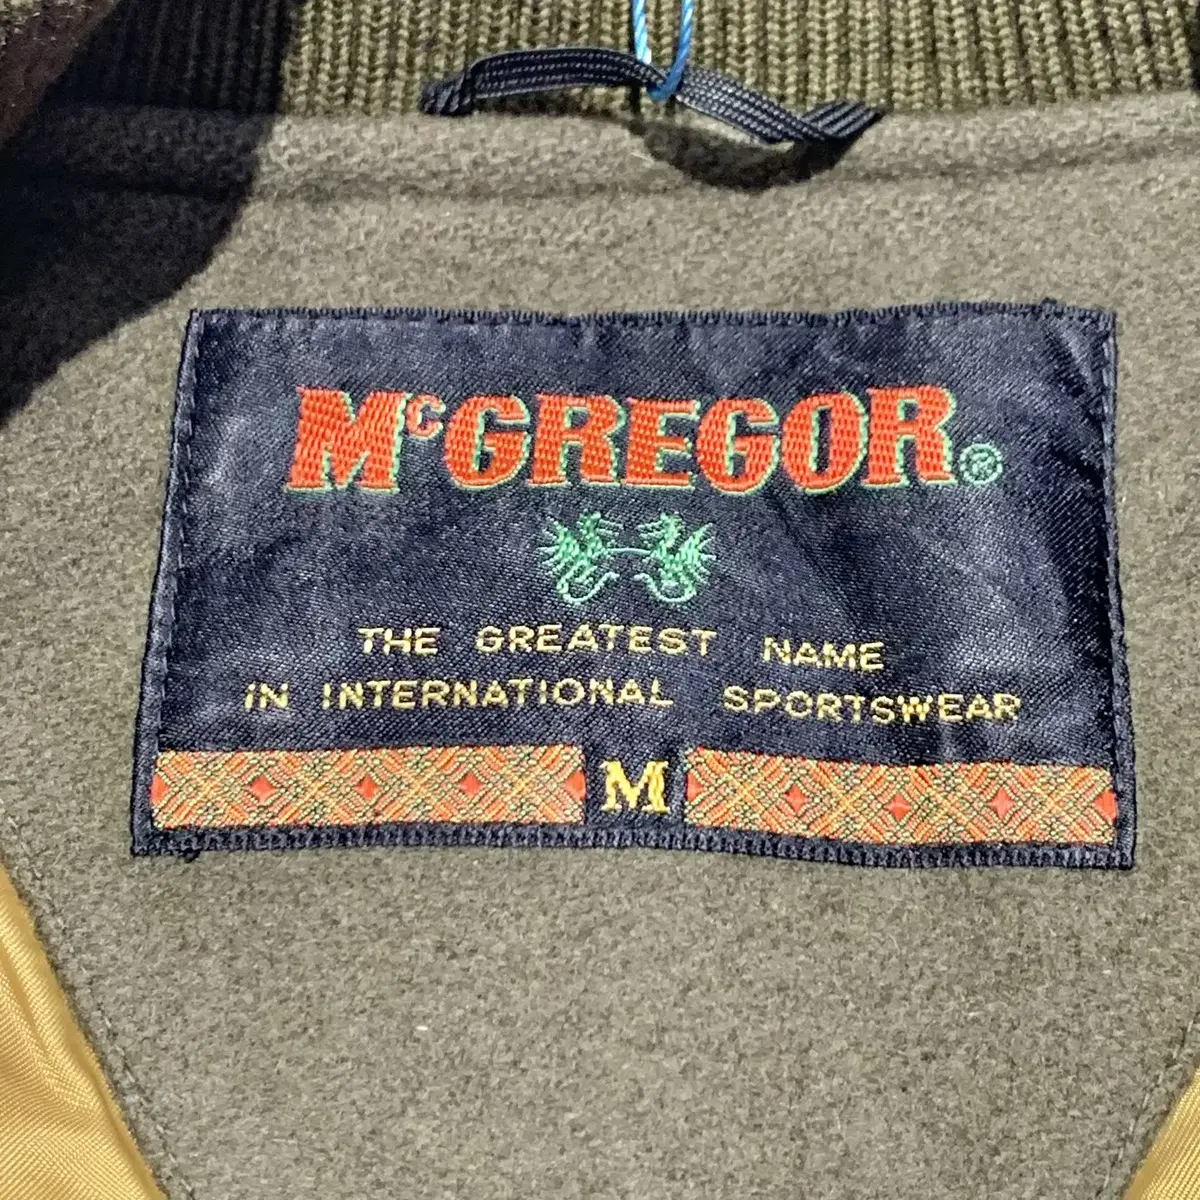 McGREGOR®
THE GREATEST NAME
IN INTERNATIONAL SPORTSWEAR
M